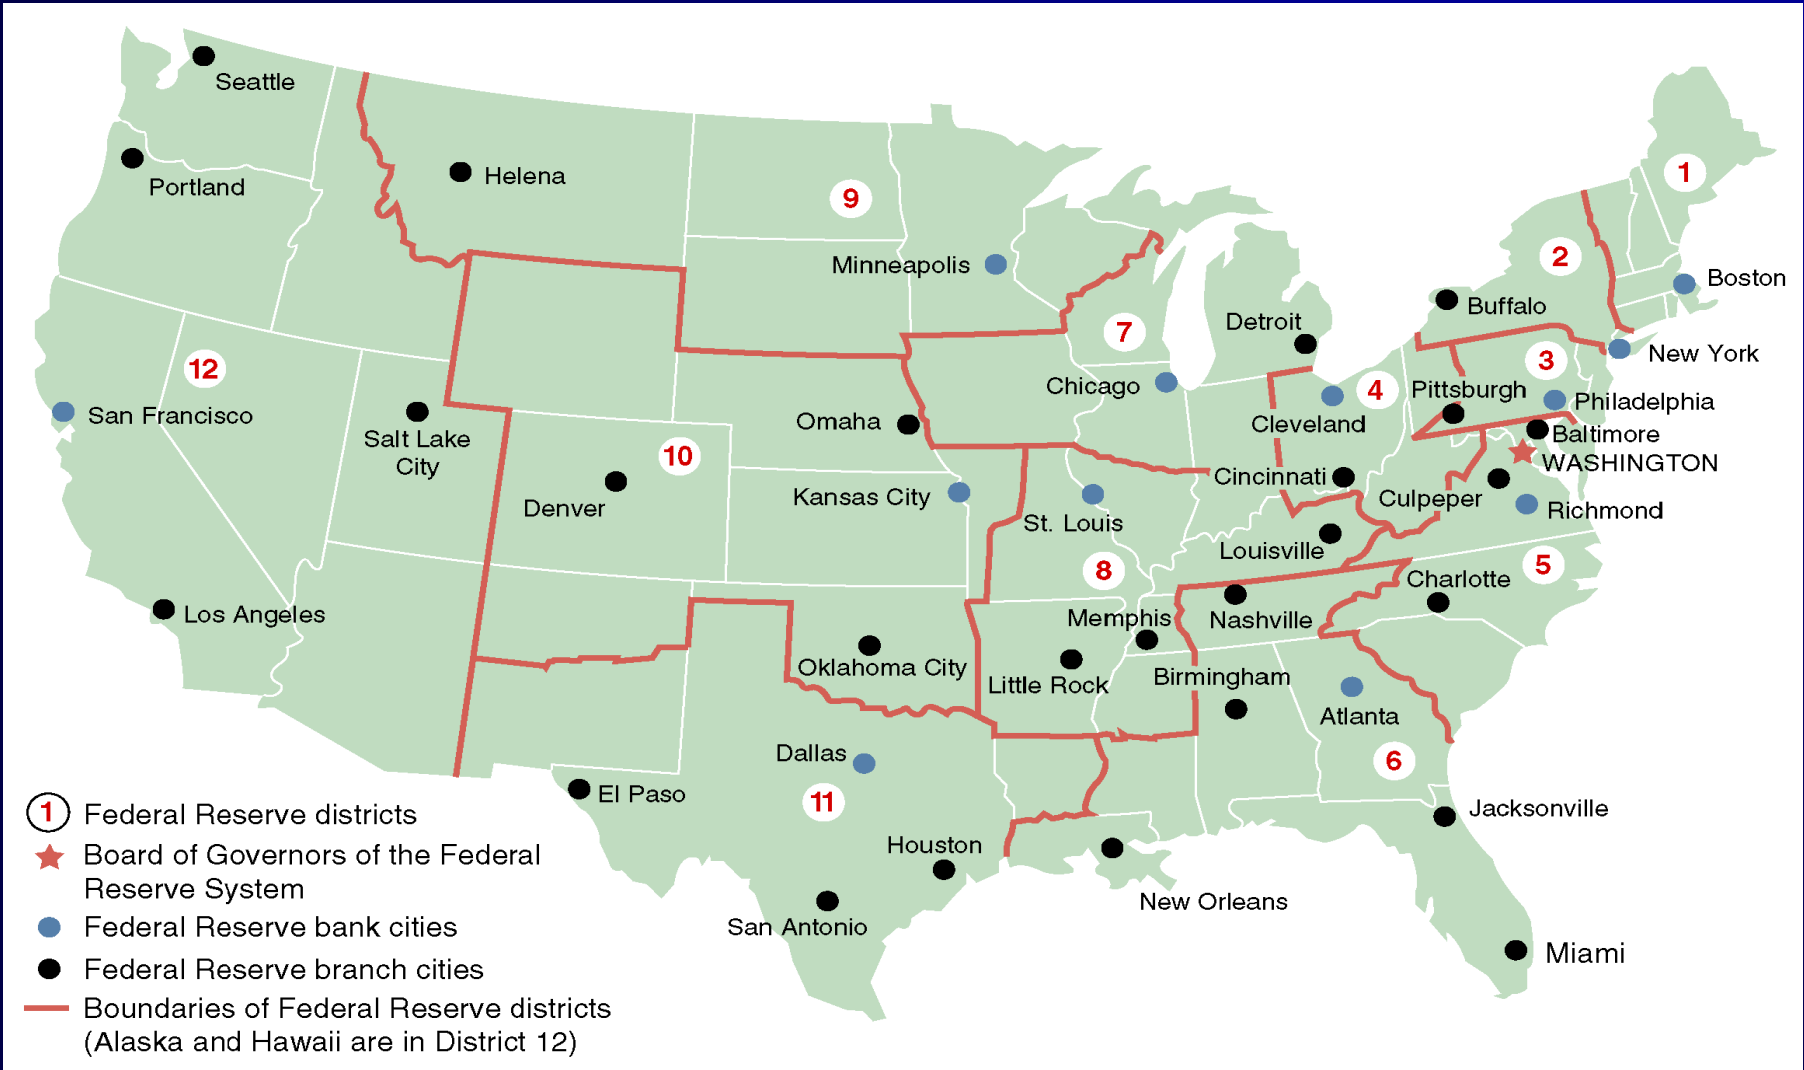 Seattle
Portland
Helena
9
1
2
Minneapolis
Boston
Buffalo
Detroit
7
New York
3
12
Chicago
4
Pittsburgh
Philadelphia
San Francisco
Omaha
Cleveland
Baltimore
Salt Lake
City
10
WASHINGTON
Cincinnati
Kansas City
Culpeper
Denver
St. Louis
Richmond
Louisville
8
5
Charlotte
Los Angeles
Memphis
Nashville
Oklahoma City
Little Rock
Birmingham
Atlanta
Dallas
6
El Paso
11
Jacksonville
Houston
New Orleans
San Antonio
Miami
1 Federal Reserve districts
Board of Governors of the Federal
Reserve System
Federal Reserve bank cities
Federal Reserve branch cities
Boundaries of Federal Reserve districts
(Alaska and Hawaii are in District 12)